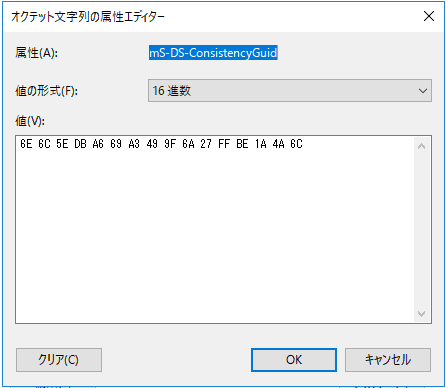 オクテット文字列の属性エディター
属性(A): mS-DS-ConsistencyGuid
値の形式(F): 16 進数
値(V):
6E 6C 5E DB A6 69 A3 49 9F 6A 27 FF BE 1A 4A 6C
クリア(C) OK キャンセル